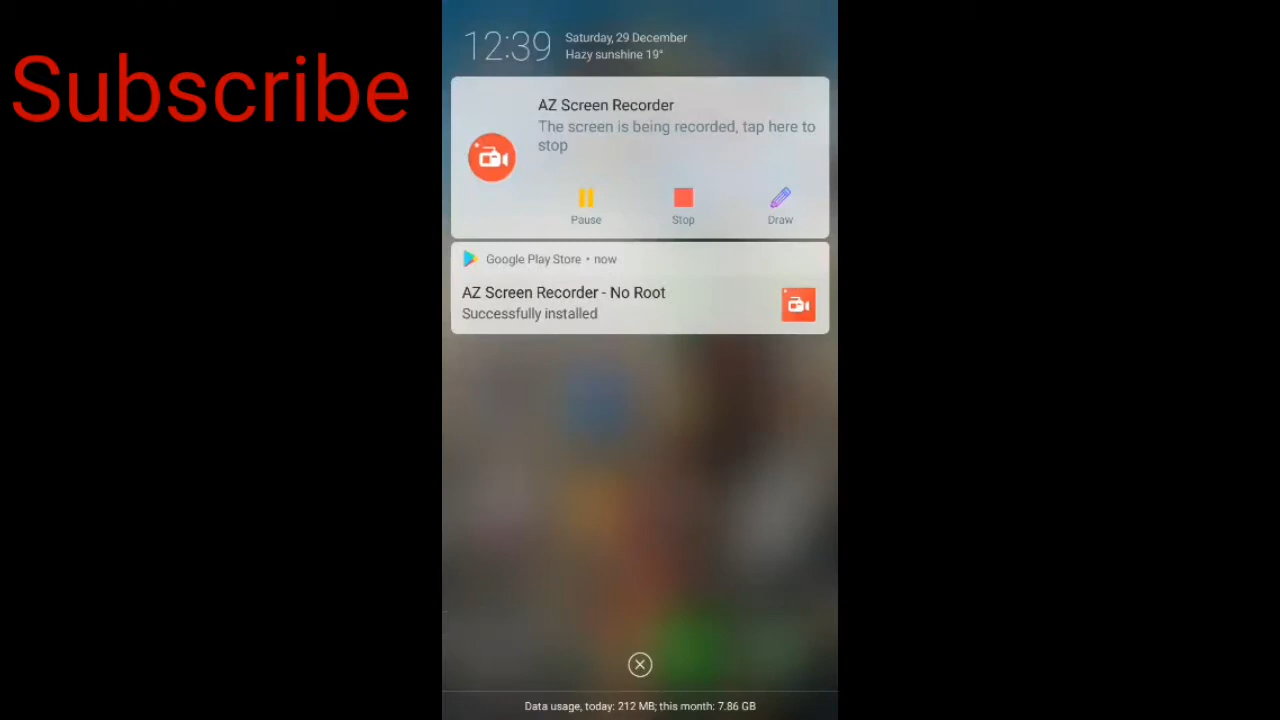 Subscribe
12:39
Saturday, 29 December
Hazy sunshine 19°
AZ Screen Recorder
The screen is being recorded, tap here to
stop
Pause
Stop
Draw
Google Play Store • now
AZ Screen Recorder - No Root
Successfully installed
Data usage, today: 212 MB; this month: 7.86 GB